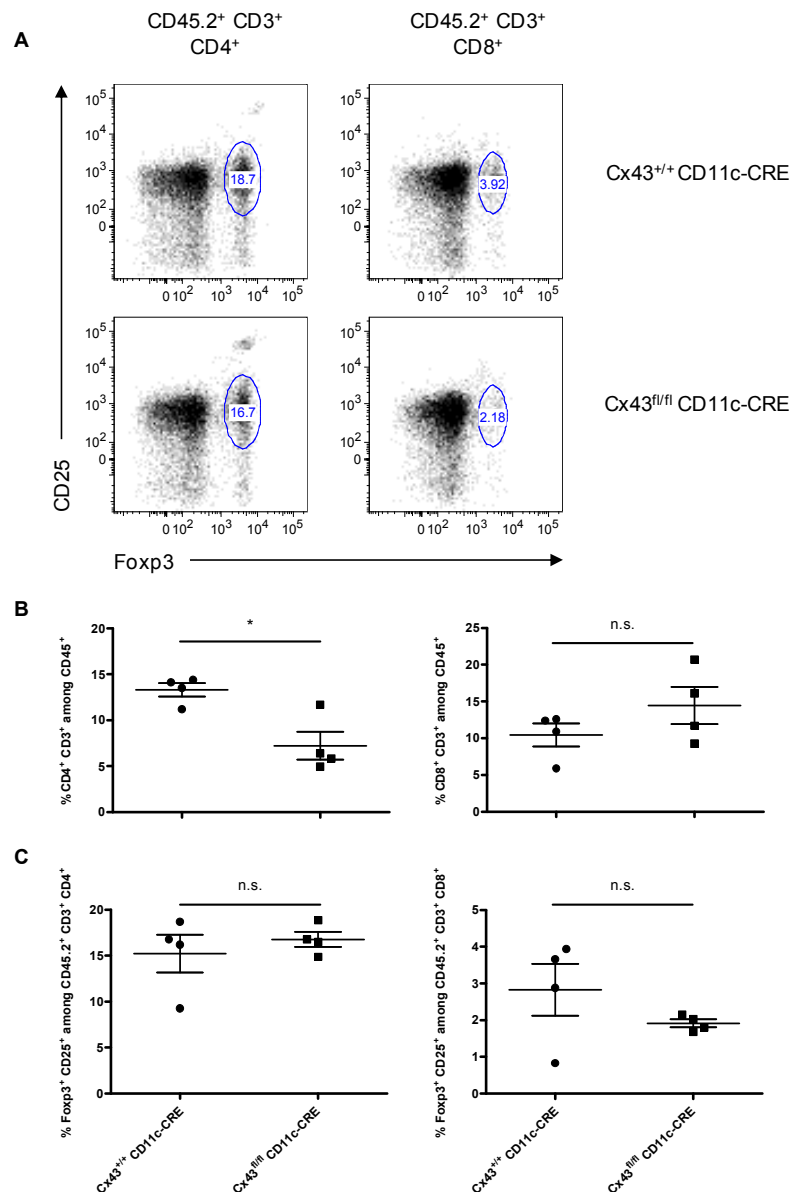 A
CD45.2⁺ CD3⁺
CD4⁺
CD45.2⁺ CD3⁺
CD8⁺
10⁵
10⁴
10³
10²
0
18.7
0 10² 10³ 10⁴ 10⁵
10⁵
10⁴
10³
10²
0
3.92
0 10² 10³ 10⁴ 10⁵
Cx43⁺/⁺ CD11c-CRE
10⁵
10⁴
10³
10²
0
16.7
0 10² 10³ 10⁴ 10⁵
10⁵
10⁴
10³
10²
0
2.18
0 10² 10³ 10⁴ 10⁵
Cx43ᶠˡ/ᶠˡ CD11c-CRE
CD25
Foxp3
B
% CD4⁺ CD3⁺ among CD45⁺
20
15
10
5
0
*
% CD8⁺ CD3⁺ among CD45⁺
25
20
15
10
5
0
n.s.
C
% Foxp3⁺ CD25⁺ among CD45.2⁺ CD3⁺ CD4⁺
20
15
10
5
0
n.s.
Cx43⁺/⁺ CD11c-CRE
Cx43ᶠˡ/ᶠˡ CD11c-CRE
% Foxp3⁺ CD25⁺ among CD45.2⁺ CD3⁺ CD8⁺
5
4
3
2
1
0
n.s.
Cx43⁺/⁺ CD11c-CRE
Cx43ᶠˡ/ᶠˡ CD11c-CRE